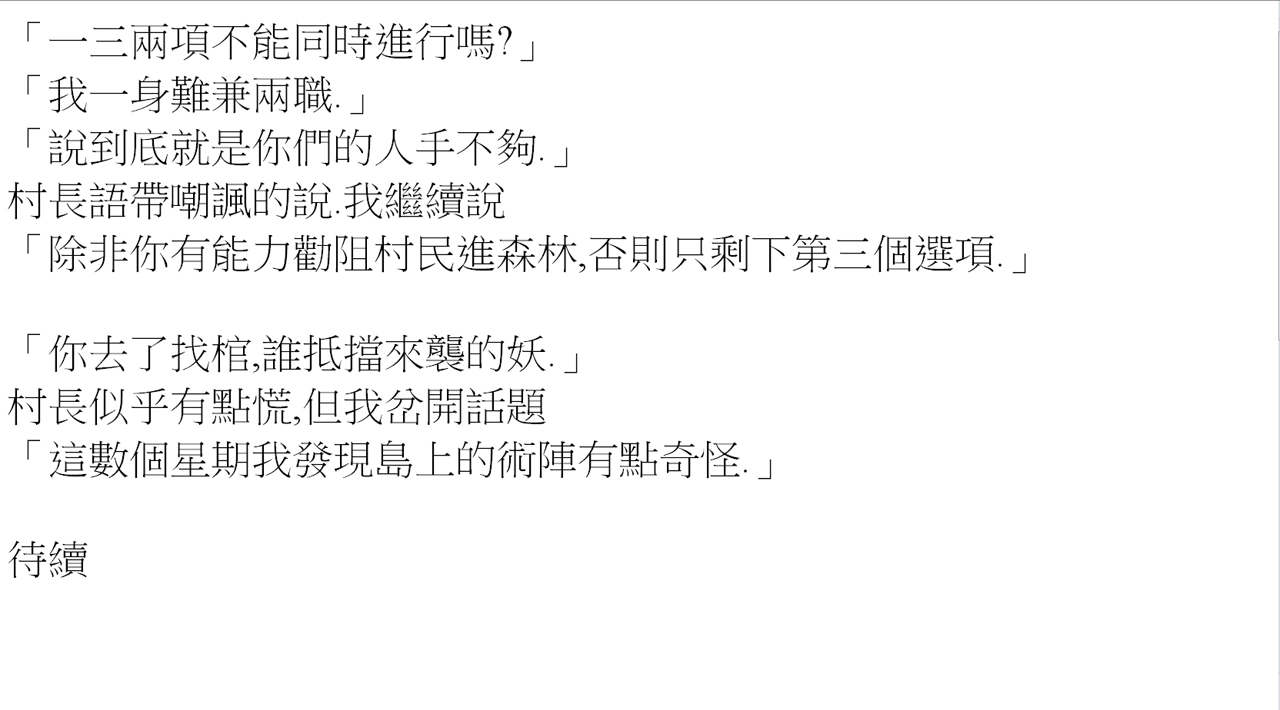 「一三兩項不能同時進行嗎?」
「我一身難兼兩職.」
「說到底就是你們的人手不夠.」
村長語帶嘲諷的說.我繼續說
「除非你有能力勸阻村民進森林,否則只剩下第三個選項.」
「你去了找棺,誰抵擋來襲的妖.」
村長似乎有點慌,但我岔開話題
「這數個星期我發現島上的術陣有點奇怪.」
待續